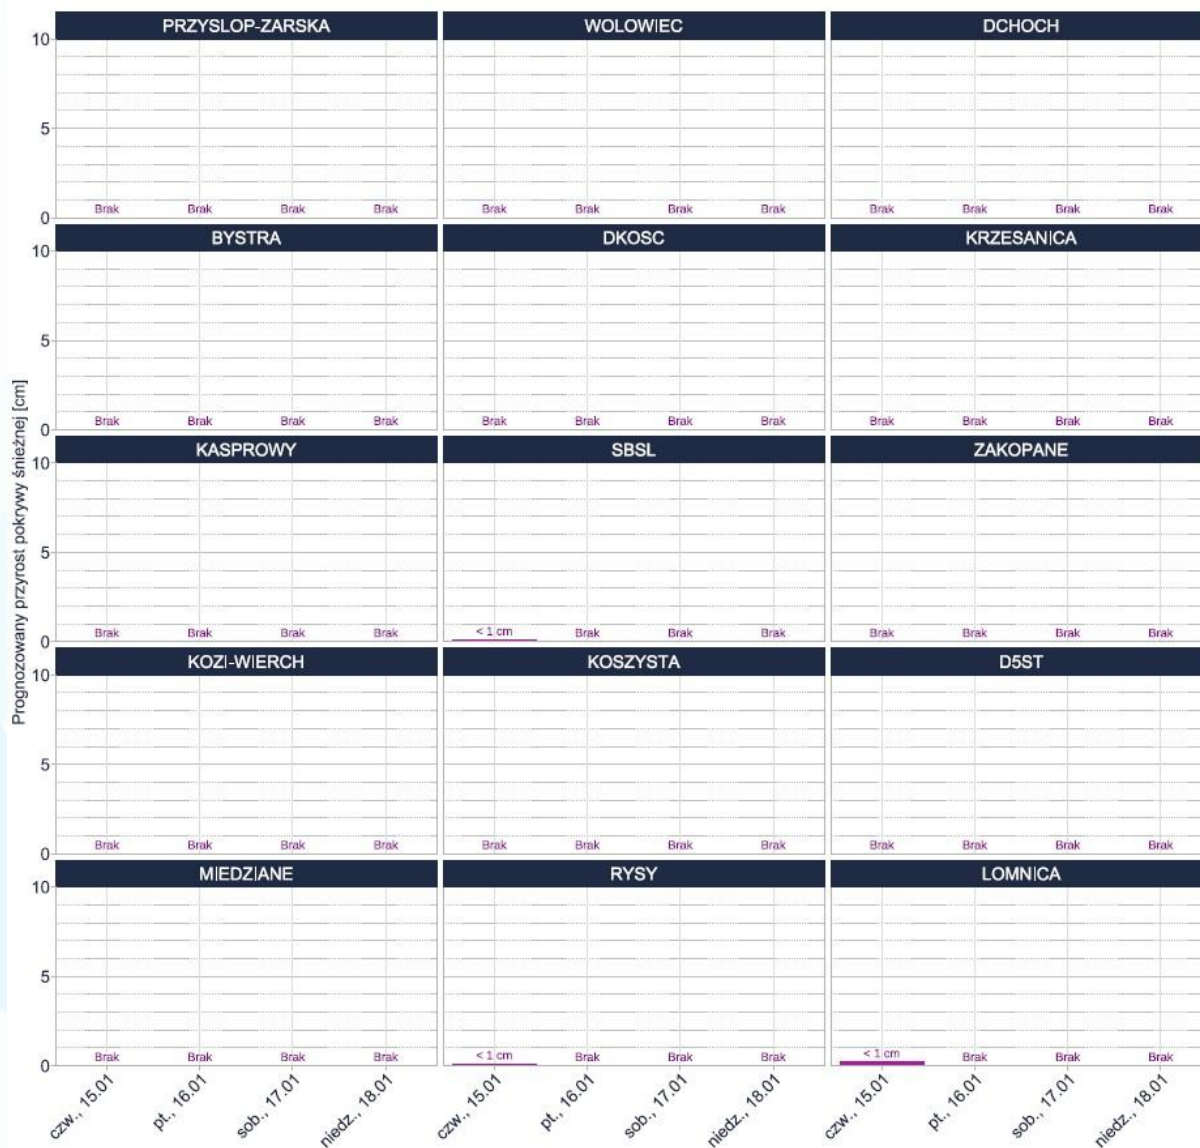 PRZYSLOP-ZARSKA WOLOWIEC DCHOCH
10
5
0
Brak Brak Brak Brak Brak Brak Brak Brak Brak Brak Brak Brak
BYSTRA DKOSC KRZESANICA
10
5
0
Brak Brak Brak Brak Brak Brak Brak Brak Brak Brak Brak Brak
Prognozowany przyrost pokrywy śnieżnej [cm]
KASPROWY SBSL ZAKOPANE
10
5
0
Brak Brak Brak Brak < 1 cm Brak Brak Brak Brak Brak Brak Brak
KOZI-WIERCH KOSZYSTA D5ST
10
5
0
Brak Brak Brak Brak Brak Brak Brak Brak Brak Brak Brak Brak
MIEDZIANE RYSY LOMNICA
10
5
0
Brak Brak Brak Brak < 1 cm Brak Brak Brak < 1 cm Brak Brak Brak
czw., 15.01 pt., 16.01 sob., 17.01 niedz., 18.01 czw., 15.01 pt., 16.01 sob., 17.01 niedz., 18.01 czw., 15.01 pt., 16.01 sob., 17.01 niedz., 18.01